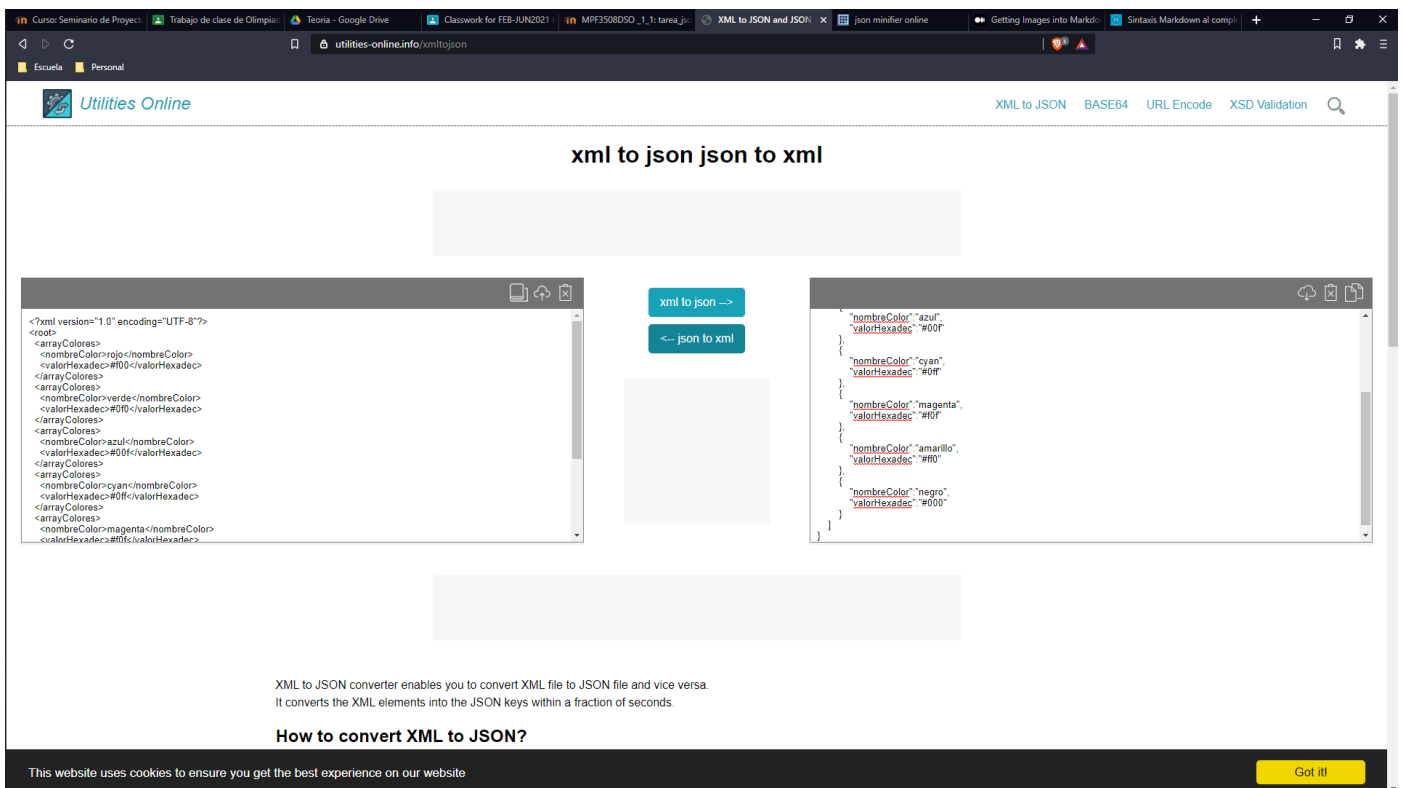 Curso: Seminario de Proyect
Trabajo de clase de Olimpiad
Teoria - Google Drive
Classwork for FEB-JUN2021
MPF3508DSO _1_1: tarea_jso
XML to JSON and JSON
json minifier online
Getting Images into Markdo
Sintaxis Markdown al comple
utilities-online.info/xmltojson
Escuela
Personal
Utilities Online
XML to JSON
BASE64
URL Encode
XSD Validation
xml to json json to xml
<?xml version="1.0" encoding="UTF-8"?>
<root>
<arrayColores>
<nombreColor>rojo</nombreColor>
<valorHexadec>#f00</valorHexadec>
</arrayColores>
<arrayColores>
<nombreColor>verde</nombreColor>
<valorHexadec>#0f0</valorHexadec>
</arrayColores>
<arrayColores>
<nombreColor>azul</nombreColor>
<valorHexadec>#00f</valorHexadec>
</arrayColores>
<arrayColores>
<nombreColor>cyan</nombreColor>
<valorHexadec>#0ff</valorHexadec>
</arrayColores>
<arrayColores>
<nombreColor>magenta</nombreColor>
<valorHexadec>#f0f</valorHexadec>
xml to json -->
<-- json to xml
{
"nombreColor":"azul",
"valorHexadec":"#00f"
},
{
"nombreColor":"cyan",
"valorHexadec":"#0ff"
},
{
"nombreColor":"magenta",
"valorHexadec":"#f0f"
},
{
"nombreColor":"amarillo",
"valorHexadec":"#ff0"
},
{
"nombreColor":"negro",
"valorHexadec":"#000"
}
]
}
XML to JSON converter enables you to convert XML file to JSON file and vice versa.
It converts the XML elements into the JSON keys within a fraction of seconds.
How to convert XML to JSON?
This website uses cookies to ensure you get the best experience on our website
Got it!